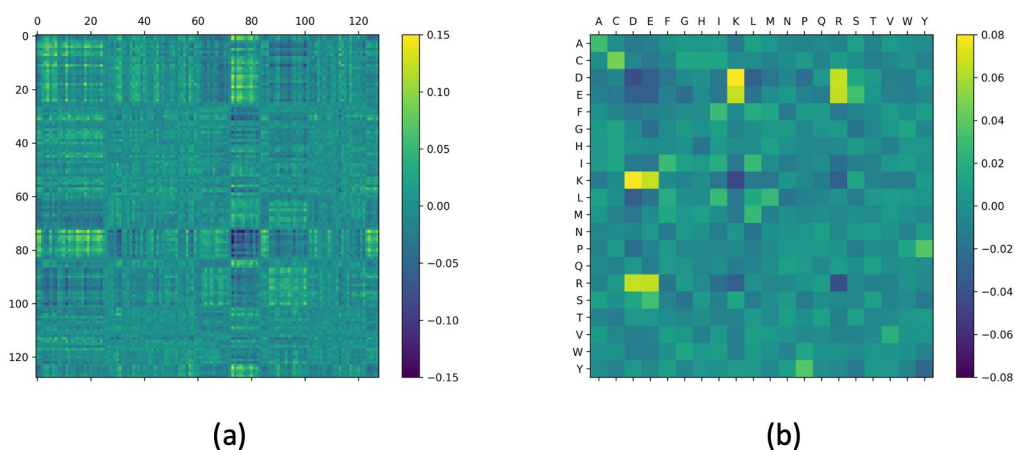 0 20 40 60 80 100 120
0
20
40
60
80
100
120
0.15
0.10
0.05
0.00
−0.05
−0.10
−0.15
(a)
A C D E F G H I K L M N P Q R S T V W Y
A
C
D
E
F
G
H
I
K
L
M
N
P
Q
R
S
T
V
W
Y
0.08
0.06
0.04
0.02
0.00
−0.02
−0.04
−0.06
−0.08
(b)